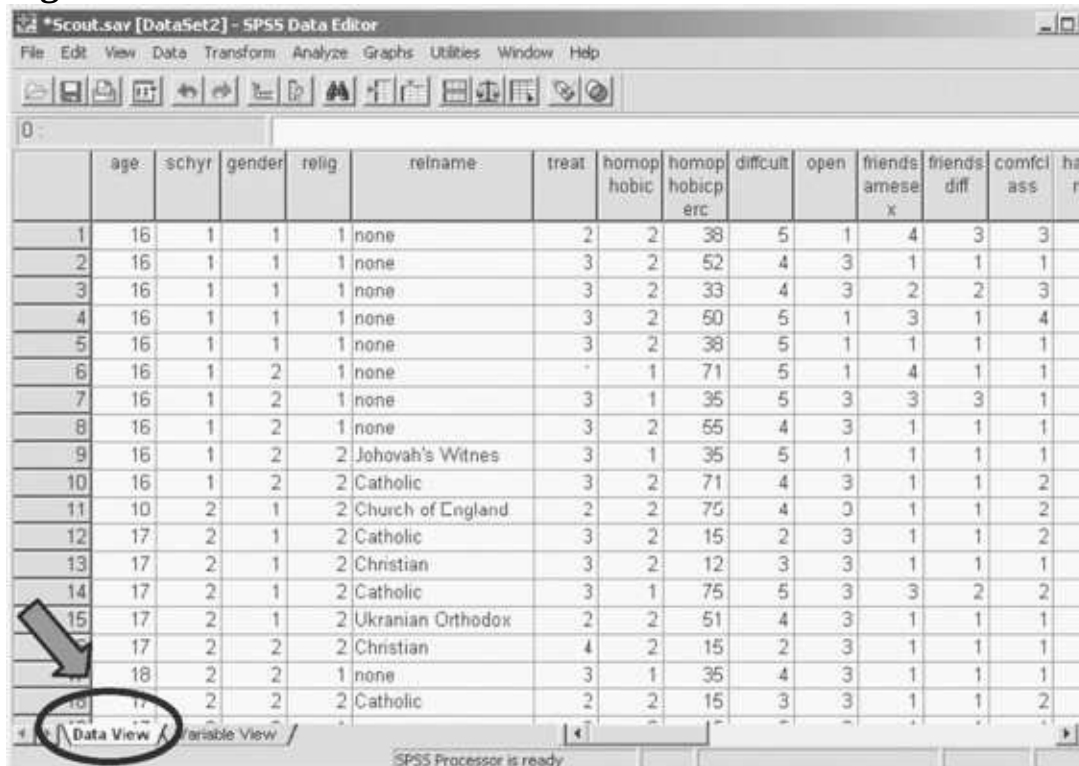 *Scout.sav [DataSet2] - SPSS Data Editor
File Edit View Data Transform Analyze Graphs Utilities Window Help
0 :
age schyr gender relig relname treat homop hobic homop hobicp erc diffcult open friends amese x friends diff comfcl ass
1 16 1 1 1 none 2 2 38 5 1 4 3 3
2 16 1 1 1 none 3 2 52 4 3 1 1 1
3 16 1 1 1 none 3 2 33 4 3 2 2 3
4 16 1 1 1 none 3 2 50 5 1 3 1 4
5 16 1 1 1 none 3 2 38 5 1 1 1 1
6 16 1 2 1 none . 1 71 5 1 4 1 1
7 16 1 2 1 none 3 1 35 5 3 3 3 1
8 16 1 2 1 none 3 2 55 4 3 1 1 1
9 16 1 2 2 Johovah's Witnes 3 1 35 5 1 1 1 1
10 16 1 2 2 Catholic 3 2 71 4 3 1 1 2
11 10 2 1 2 Church of England 2 2 75 4 3 1 1 2
12 17 2 1 2 Catholic 3 2 15 2 3 1 1 2
13 17 2 1 2 Christian 3 2 12 3 3 1 1 1
14 17 2 1 2 Catholic 3 1 75 5 3 3 2 2
15 17 2 1 2 Ukranian Orthodox 2 2 51 4 3 1 1 1
17 2 2 2 Christian 4 2 15 2 3 1 1 1
18 2 2 1 none 3 1 35 4 3 1 1 1
17 2 2 2 Catholic 2 2 15 3 3 1 1 2
Data View Variable View
SPSS Processor is ready